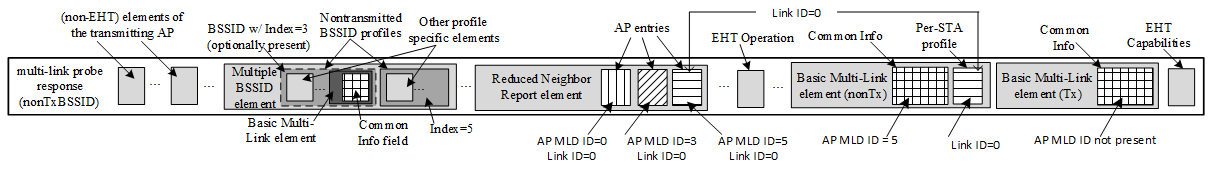 (non-EHT) elements of
the transmitting AP
BSSID w/ Index=3
(optionally present)
Nontransmitted
BSSID profiles
Other profile
specific elements
Link ID=0
AP entries
EHT Operation
Common Info
Per-STA
profile
Common
Info
EHT
Capabilities
multi-link probe
response
(nonTxBSSID)
...
...
Multiple
BSSID
element
...
...
...
Reduced Neighbor
Report element
...
...
Basic Multi-Link
element (nonTx)
Basic Multi-Link
element (Tx)
Basic Multi-
Link element
Common
Info field
Index=5
AP MLD ID=0
Link ID=0
AP MLD ID=3
Link ID=0
AP MLD ID=5
Link ID=0
AP MLD ID = 5
Link ID=0
AP MLD ID not present